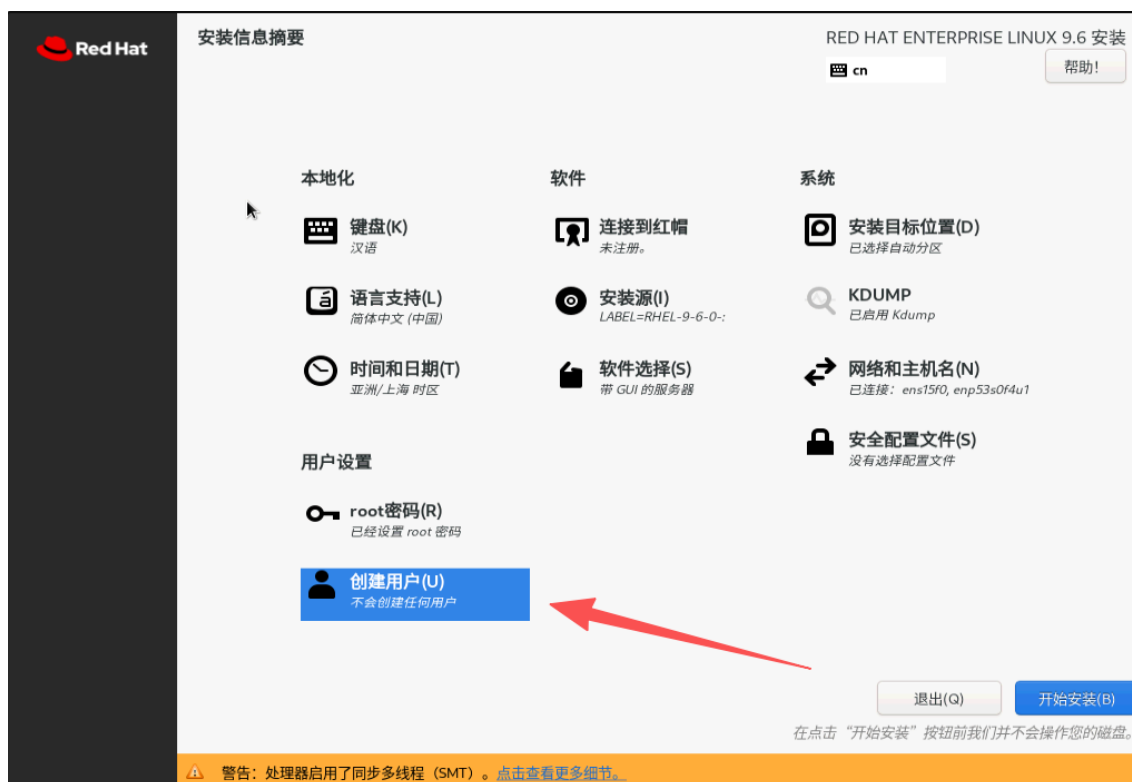 Red Hat
安装信息摘要
RED HAT ENTERPRISE LINUX 9.6 安装
cn
帮助!
本地化
键盘(K)
汉语
语言支持(L)
简体中文 (中国)
时间和日期(T)
亚洲/上海 时区
软件
连接到红帽
未注册。
安装源(I)
LABEL=RHEL-9-6-0-:
软件选择(S)
带 GUI 的服务器
系统
安装目标位置(D)
已选择自动分区
KDUMP
已启用 Kdump
网络和主机名(N)
已连接：ens15f0, enp53s0f4u1
安全配置文件(S)
没有选择配置文件
用户设置
root密码(R)
已经设置 root 密码
创建用户(U)
不会创建任何用户
退出(Q)
开始安装(B)
在点击“开始安装”按钮前我们并不会操作您的磁盘。
警告：处理器启用了同步多线程（SMT）。点击查看更多细节。